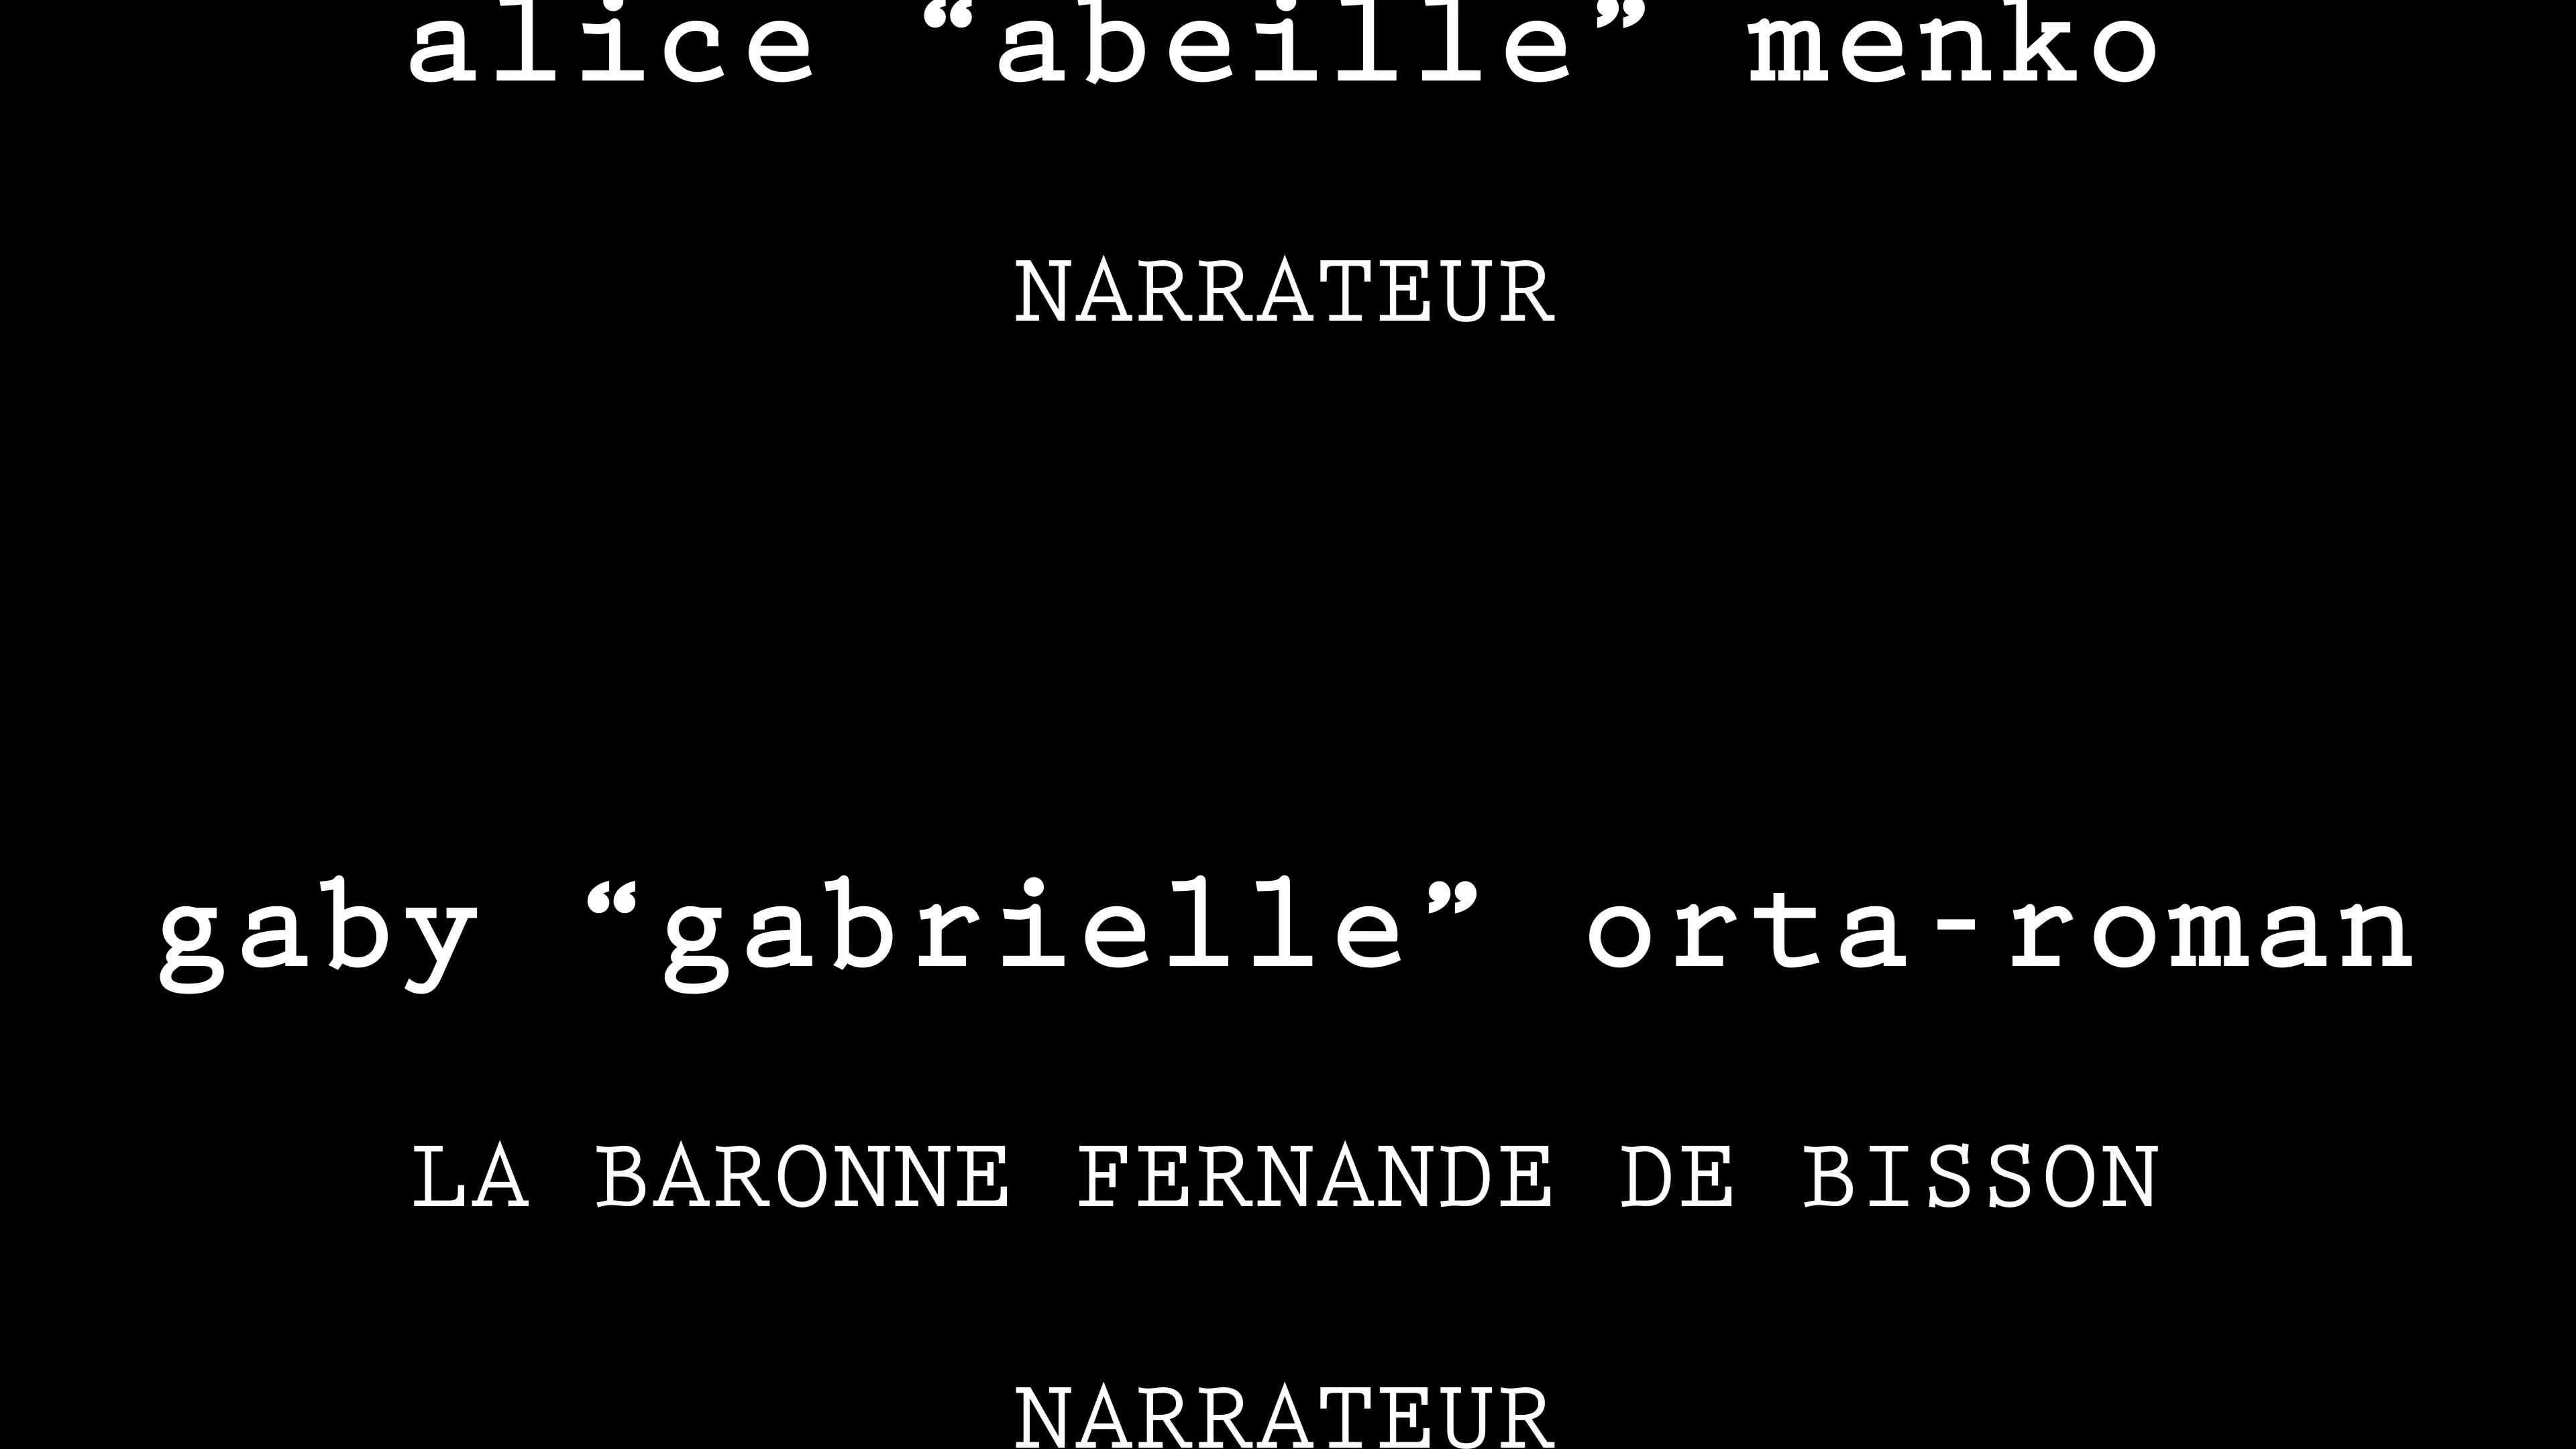 alice “abeille” menko
NARRATEUR
gaby “gabrielle” orta-roman
LA BARONNE FERNANDE DE BISSON
NARRATEUR